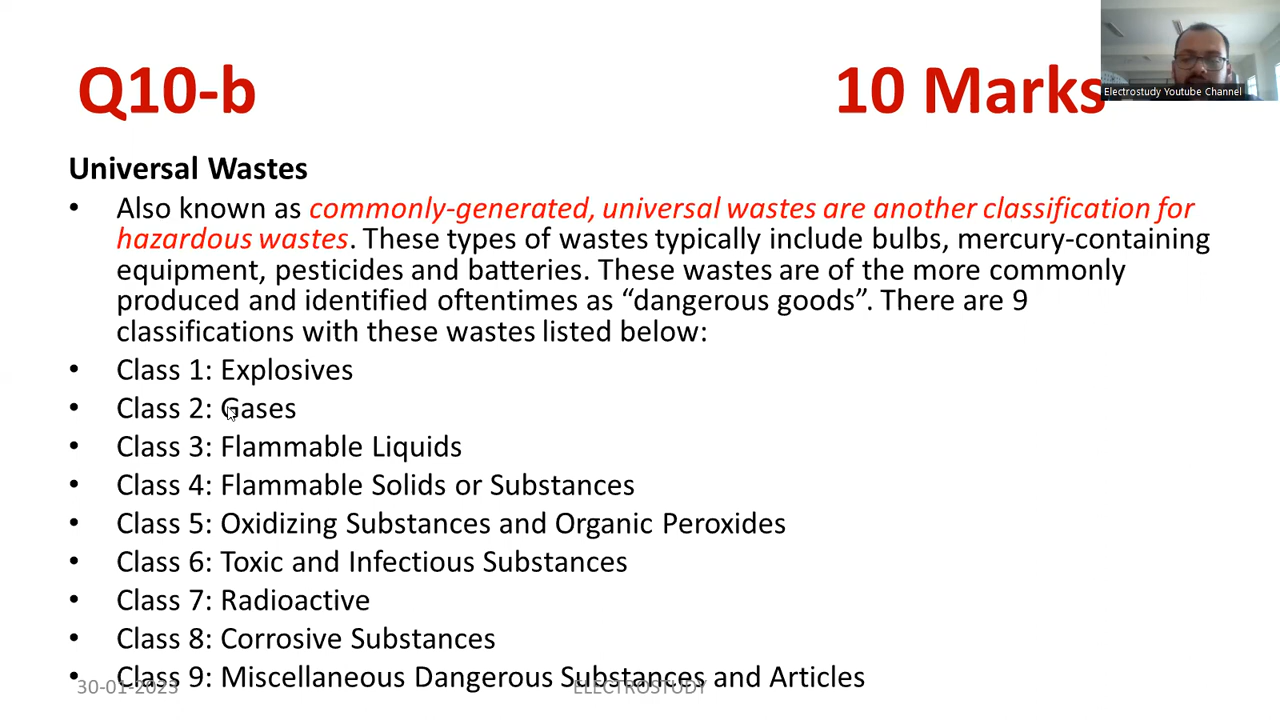 Q10-b 10 Marks
Electrostudy Youtube Channel
Universal Wastes
• Also known as commonly-generated, universal wastes are another classification for
hazardous wastes. These types of wastes typically include bulbs, mercury-containing
equipment, pesticides and batteries. These wastes are of the more commonly
produced and identified oftentimes as “dangerous goods”. There are 9
classifications with these wastes listed below:
• Class 1: Explosives
• Class 2: Gases
• Class 3: Flammable Liquids
• Class 4: Flammable Solids or Substances
• Class 5: Oxidizing Substances and Organic Peroxides
• Class 6: Toxic and Infectious Substances
• Class 7: Radioactive
• Class 8: Corrosive Substances
• Class 9: Miscellaneous Dangerous Substances and Articles
30-01-2023 ELECTROSTUDY